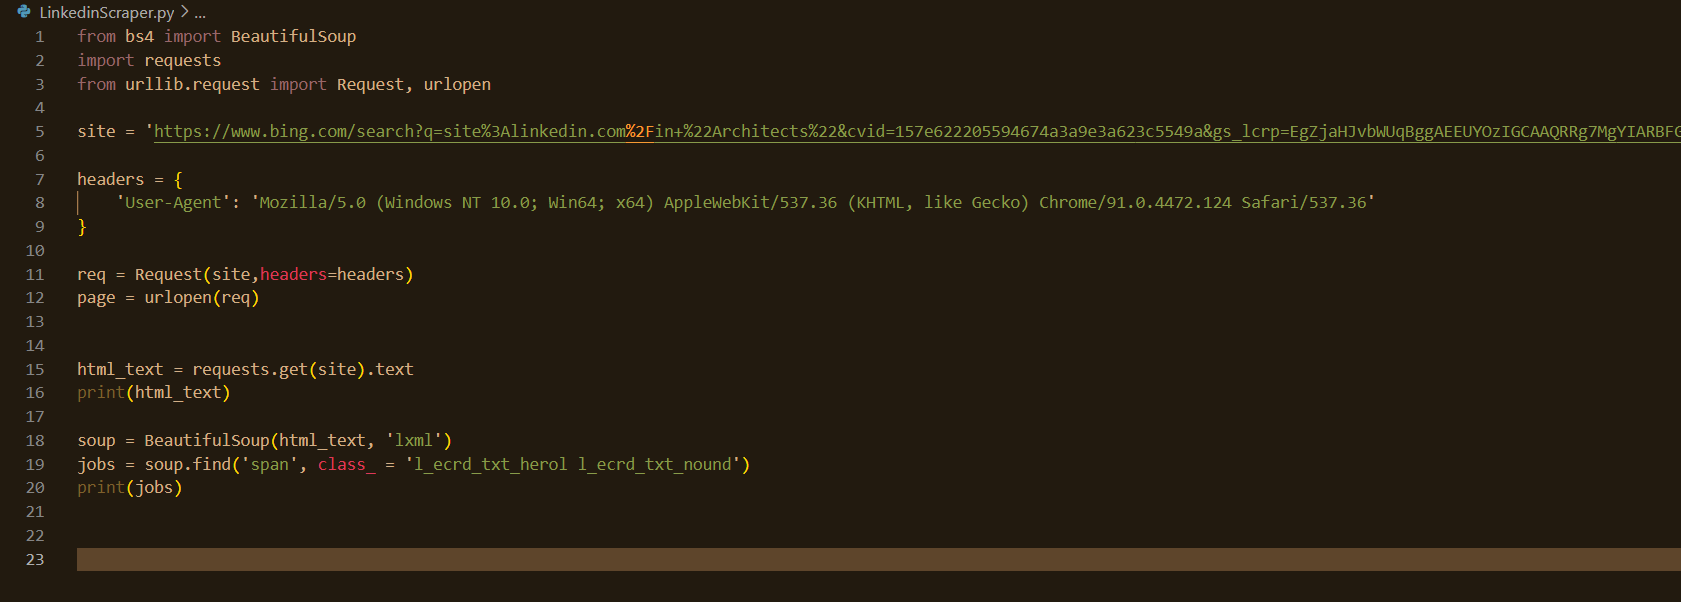 LinkedinScraper.py > ...
1 from bs4 import BeautifulSoup
2 import requests
3 from urllib.request import Request, urlopen
4
5 site = 'https://www.bing.com/search?q=site%3Alinkedin.com%2Fin+%22Architects%22&cvid=157e622205594674a3a9e3a623c5549a&gs_lcrp=EgZjaHJvbWUqBggAEEUYOzIGCAAQRRg7MgYIARBFG
6
7 headers = {
8     'User-Agent': 'Mozilla/5.0 (Windows NT 10.0; Win64; x64) AppleWebKit/537.36 (KHTML, like Gecko) Chrome/91.0.4472.124 Safari/537.36'
9 }
10
11 req = Request(site,headers=headers)
12 page = urlopen(req)
13
14
15 html_text = requests.get(site).text
16 print(html_text)
17
18 soup = BeautifulSoup(html_text, 'lxml')
19 jobs = soup.find('span', class_ = 'l_ecrd_txt_herol l_ecrd_txt_nound')
20 print(jobs)
21
22
23